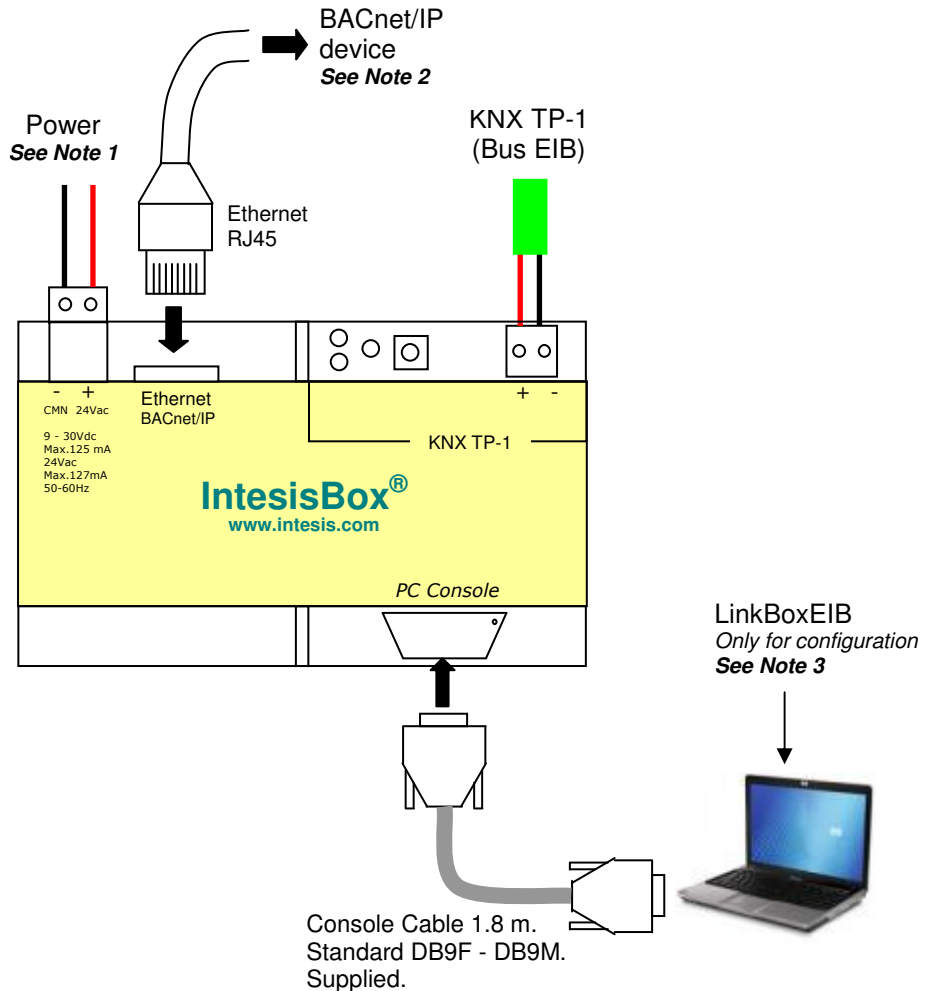 BACnet/IP
device
See Note 2
Power
See Note 1
KNX TP-1
(Bus EIB)
Ethernet
RJ45
- +
CMN 24Vac
9 - 30Vdc
Max.125 mA
24Vac
Max.127mA
50-60Hz
Ethernet
BACnet/IP
+ -
KNX TP-1
IntesisBox®
www.intesis.com
PC Console
LinkBoxEIB
Only for configuration
See Note 3
Console Cable 1.8 m.
Standard DB9F - DB9M.
Supplied.